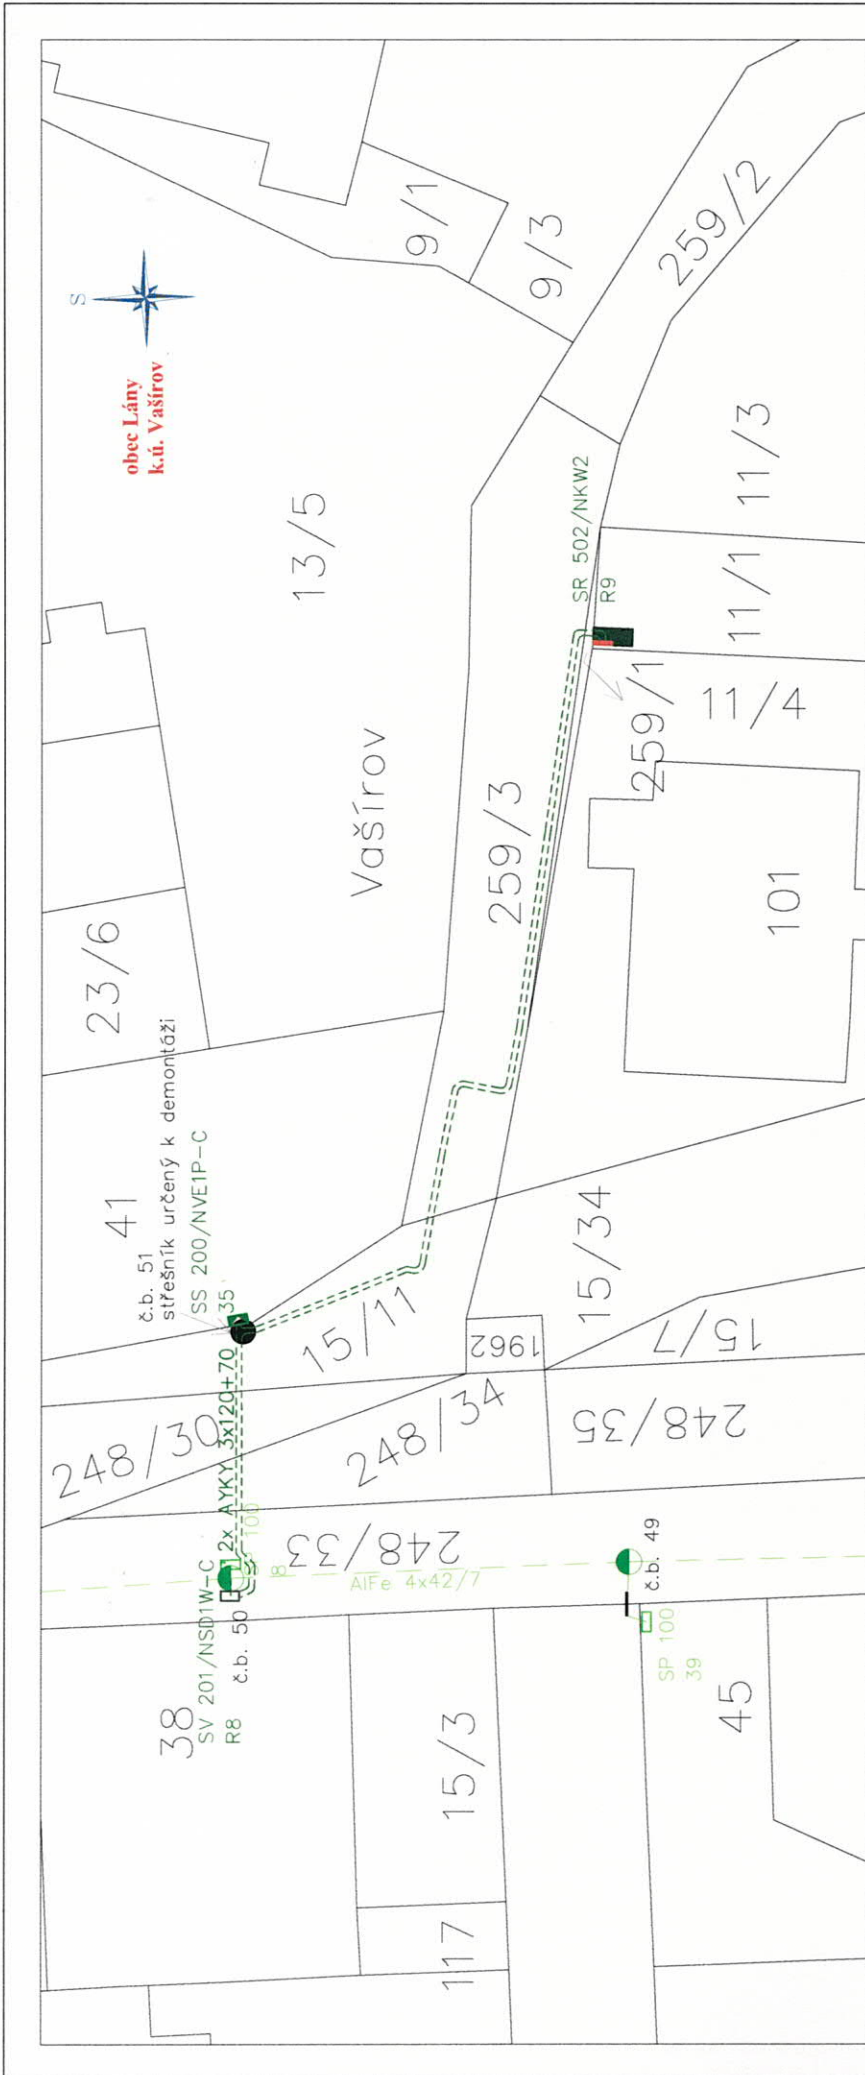 S
obec Lány
k.ú. Vašírov
9/1
9/3
259/2
13/5
11/3
11/1
SR 502/NKW2
R9
259/1
11/4
Vašírov
259/3
101
23/6
41
č.b. 51
střešník určený k demontáži
SS 200/NVE1P-C
35
15/11
15/34
15/7
1962
248/30
248/34
248/35
2x AYKY 3x120+70
100
8
248/33
AlFe 4x42/7
č.b. 49
SV 201/NSD1W-C
R8
č.b. 50
38
SP 100
39
45
15/3
117